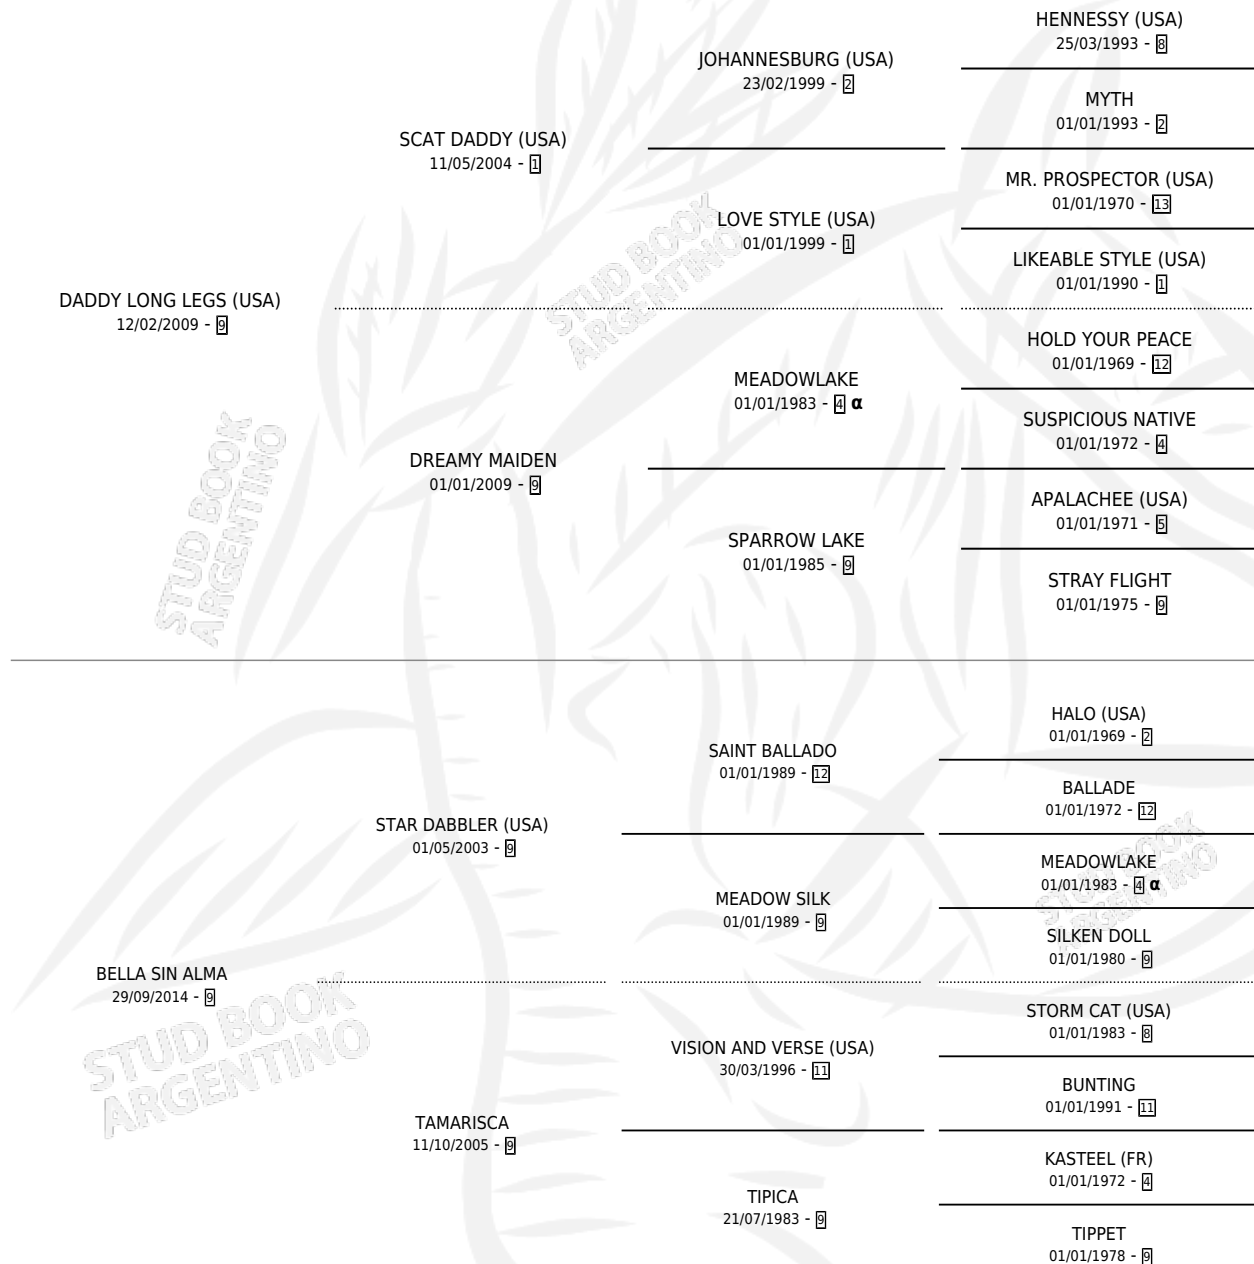 HENNESSY (USA)
25/03/1993 - 8
JOHANNESBURG (USA)
23/02/1999 - 2
MYTH
01/01/1993 - 2
SCAT DADDY (USA)
11/05/2004 - 1
MR. PROSPECTOR (USA)
01/01/1970 - 13
LOVE STYLE (USA)
01/01/1999 - 1
LIKEABLE STYLE (USA)
01/01/1990 - 1
DADDY LONG LEGS (USA)
12/02/2009 - 9
HOLD YOUR PEACE
01/01/1969 - 12
MEADOWLAKE
01/01/1983 - 4 α
SUSPICIOUS NATIVE
01/01/1972 - 4
DREAMY MAIDEN
01/01/2009 - 9
APALACHEE (USA)
01/01/1971 - 5
SPARROW LAKE
01/01/1985 - 9
STRAY FLIGHT
01/01/1975 - 9
HALO (USA)
01/01/1969 - 2
SAINT BALLADO
01/01/1989 - 12
BALLADE
01/01/1972 - 12
STAR DABBLER (USA)
01/05/2003 - 9
MEADOWLAKE
01/01/1983 - 4 α
MEADOW SILK
01/01/1989 - 9
SILKEN DOLL
01/01/1980 - 9
BELLA SIN ALMA
29/09/2014 - 9
STORM CAT (USA)
01/01/1983 - 8
VISION AND VERSE (USA)
30/03/1996 - 11
BUNTING
01/01/1991 - 11
TAMARISCA
11/10/2005 - 9
KASTEEL (FR)
01/01/1972 - 4
TIPICA
21/07/1983 - 9
TIPPET
01/01/1978 - 9
STUD BOOK
ARGENTINO
STUD BOOK
ARGENTINO
STUD BOOK
ARGENTINO
STUD BOOK
ARGENTINO